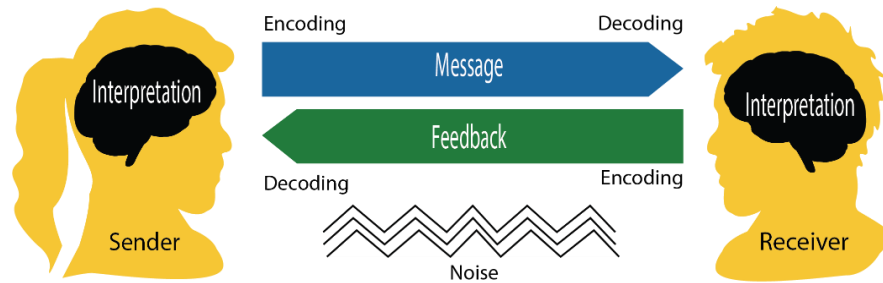 Encoding
Decoding
Interpretation
Message
Interpretation
Feedback
Decoding
Encoding
Sender
Noise
Receiver